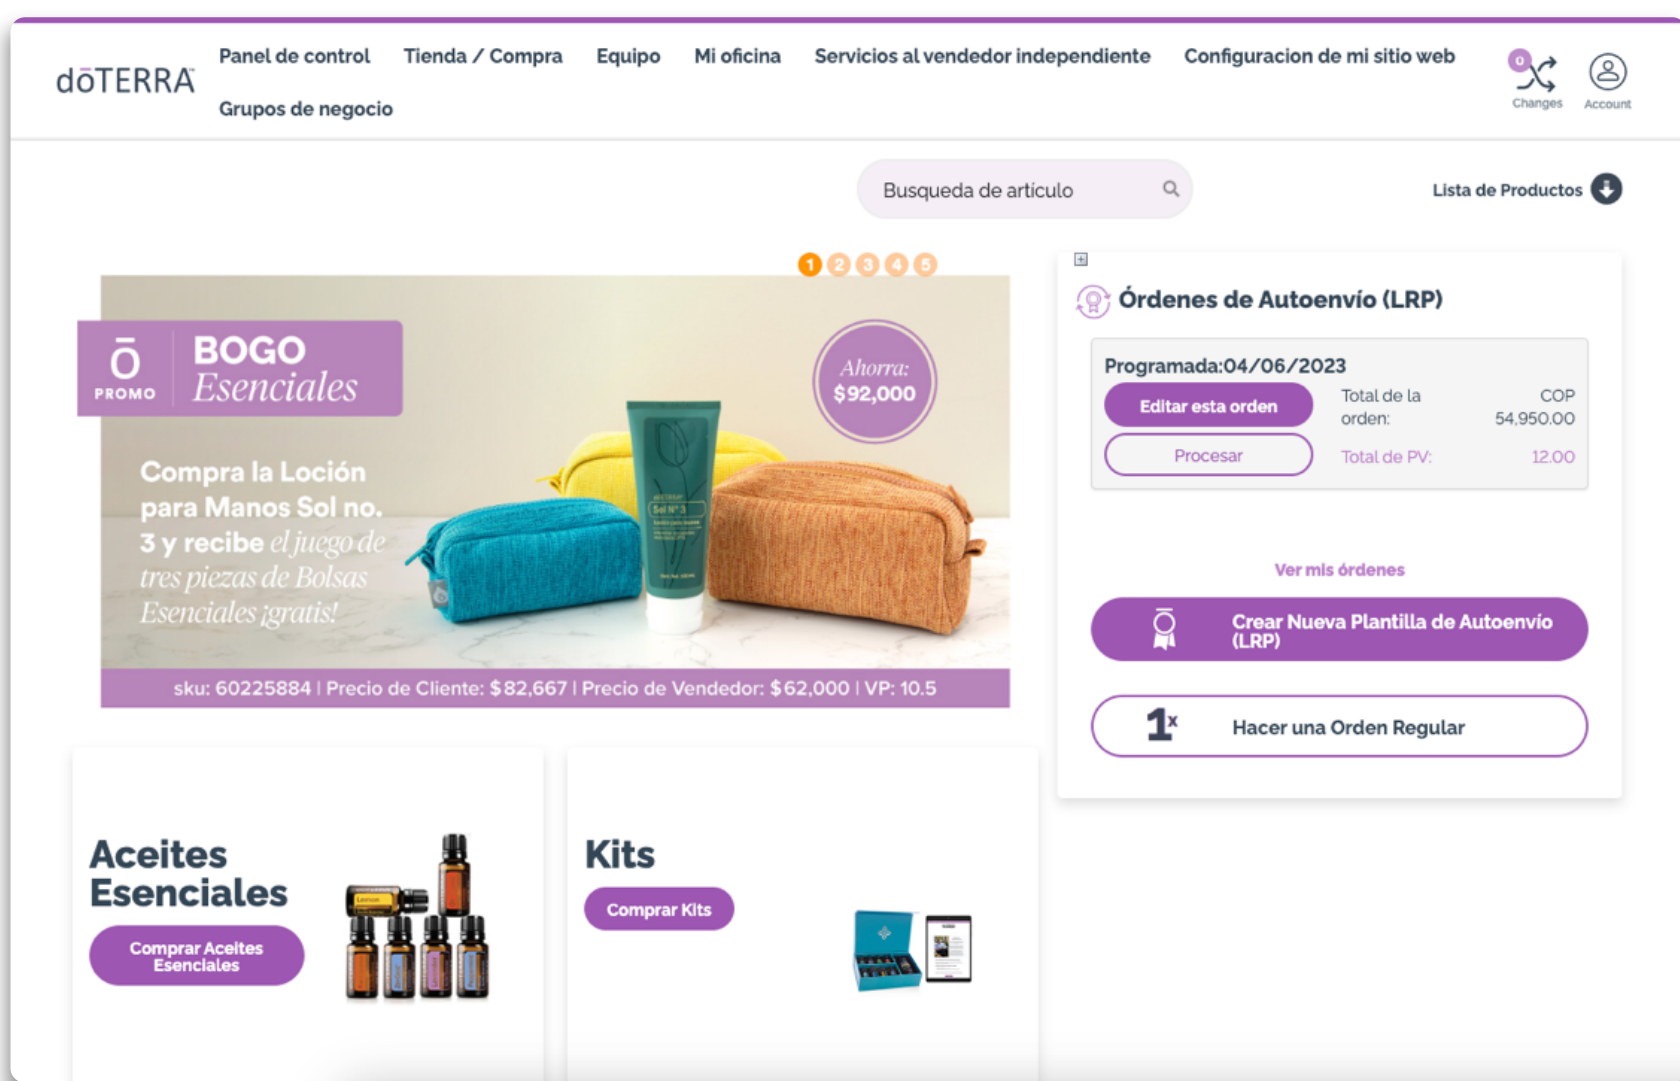 dōTERRA
Panel de control
Tienda / Compra
Equipo
Mi oficina
Servicios al vendedor independiente
Configuracion de mi sitio web
Grupos de negocio
0
Changes
Account
Busqueda de artículo
Lista de Productos
1 2 3 4 5
Ō
PROMO
BOGO
Esenciales
Ahorra:
$92,000
Compra la Loción
para Manos Sol no.
3 y recibe el juego de
tres piezas de Bolsas
Esenciales ¡gratis!
Sol N° 3
sku: 60225884 | Precio de Cliente: $82,667 | Precio de Vendedor: $62,000 | VP: 10.5
Órdenes de Autoenvío (LRP)
Programada:04/06/2023
Editar esta orden
Procesar
Total de la
orden:
COP
54,950.00
Total de PV:
12.00
Ver mis órdenes
Crear Nueva Plantilla de Autoenvío
(LRP)
1x
Hacer una Orden Regular
Aceites
Esenciales
Comprar Aceites
Esenciales
Lemon
Kits
Comprar Kits